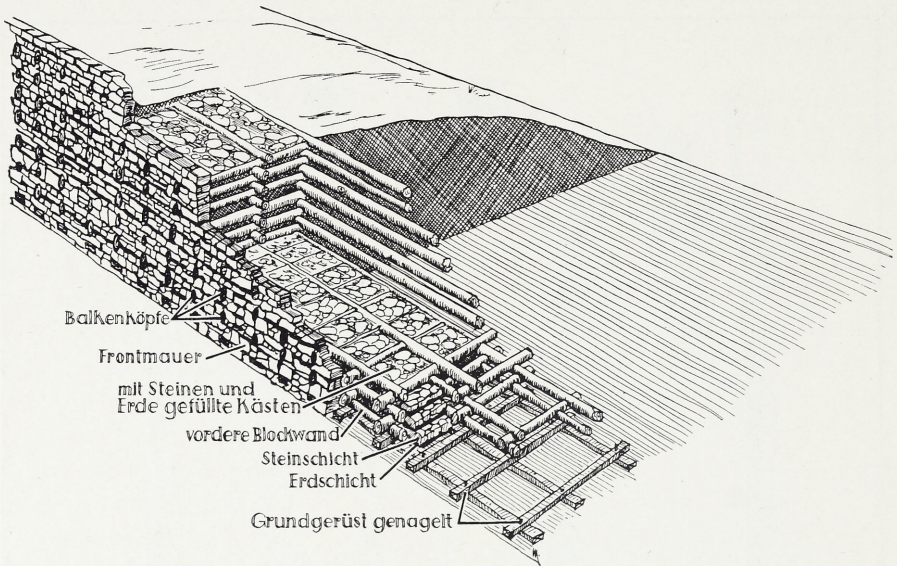 Balkenköpfe
Frontmauer
mit Steinen und
Erde gefüllte Kästen
vordere Blockwand
Steinschicht
Erdschicht
Grundgerüst genagelt